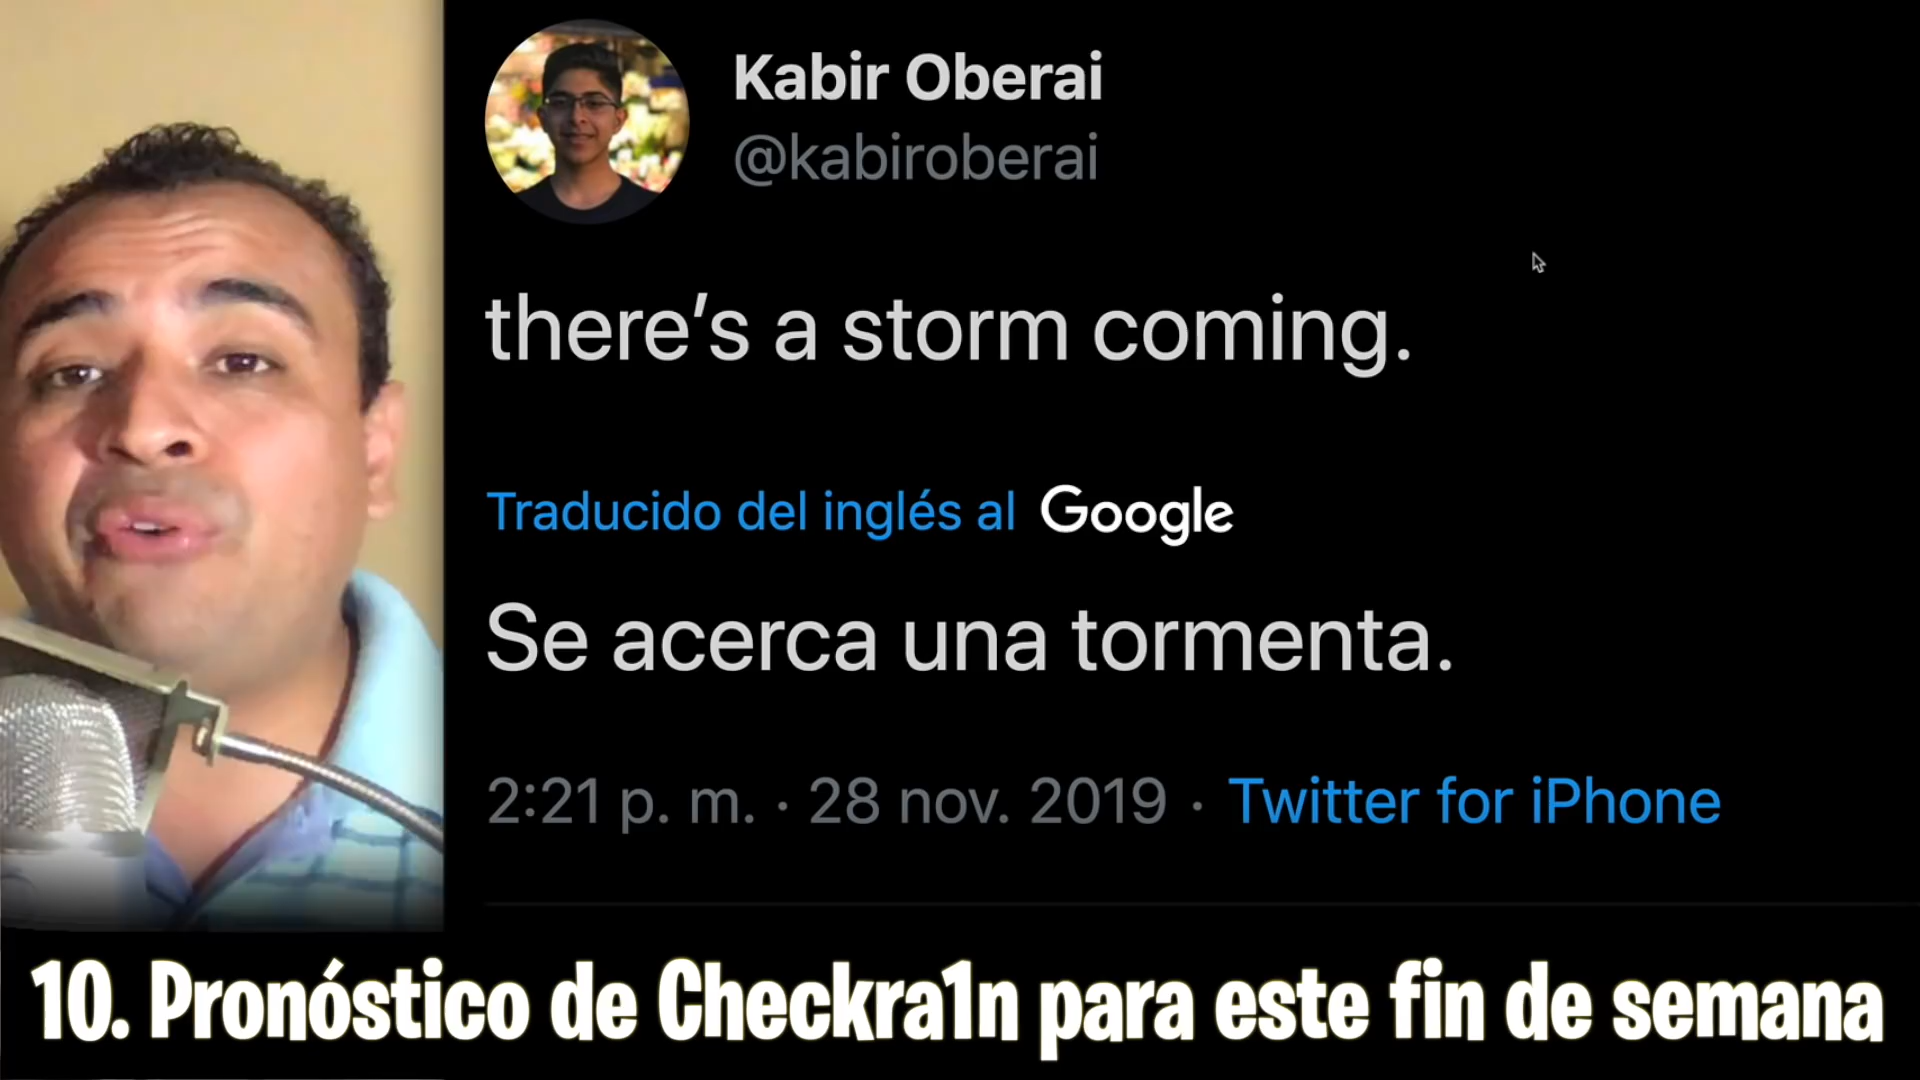 Kabir Oberai
@kabiroberai
there’s a storm coming.
Traducido del inglés al Google
Se acerca una tormenta.
2:21 p. m. · 28 nov. 2019 · Twitter for iPhone
10. Pronóstico de Checkra1n para este fin de semana